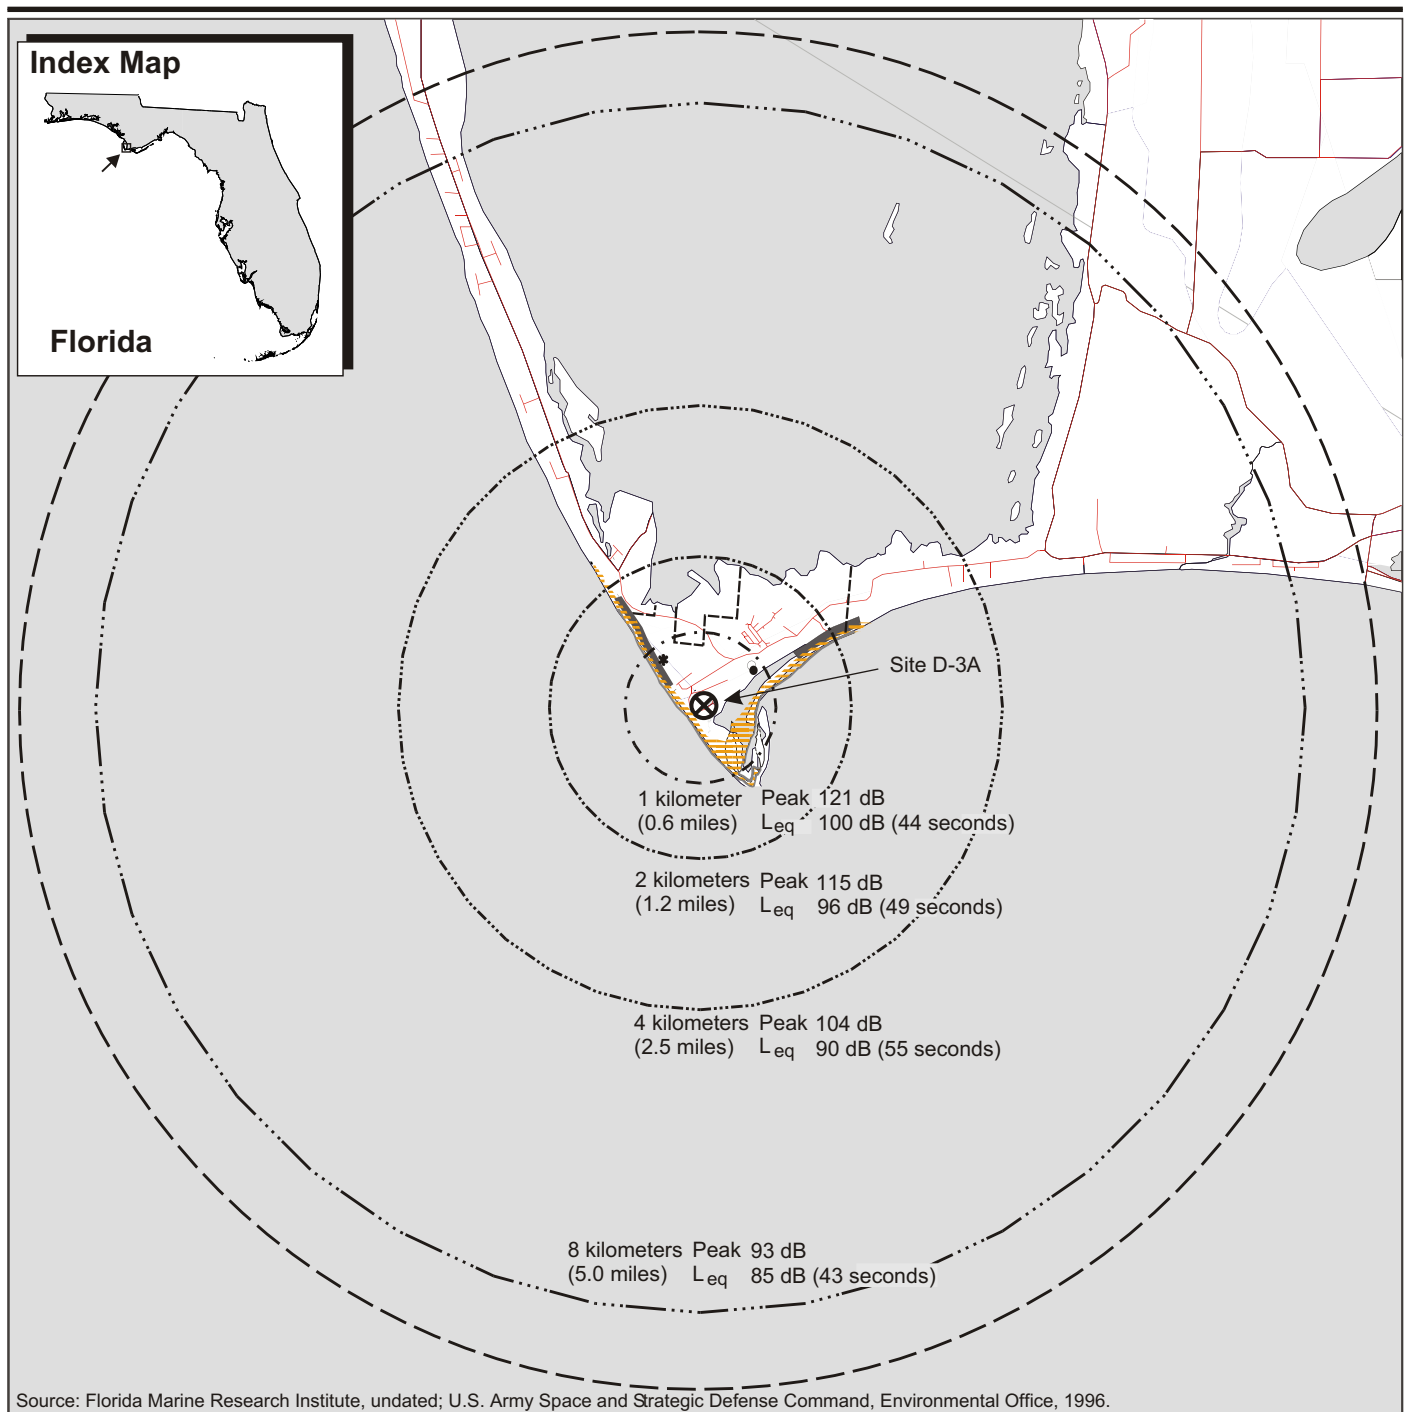 Index Map
Florida
Site D-3A
1 kilometer Peak 121 dB
(0.6 miles) Leq 100 dB (44 seconds)
2 kilometers Peak 115 dB
(1.2 miles) Leq 96 dB (49 seconds)
4 kilometers Peak 104 dB
(2.5 miles) Leq 90 dB (55 seconds)
8 kilometers Peak 93 dB
(5.0 miles) Leq 85 dB (43 seconds)
Source: Florida Marine Research Institute, undated; U.S. Army Space and Strategic Defense Command, Environmental Office, 1996.